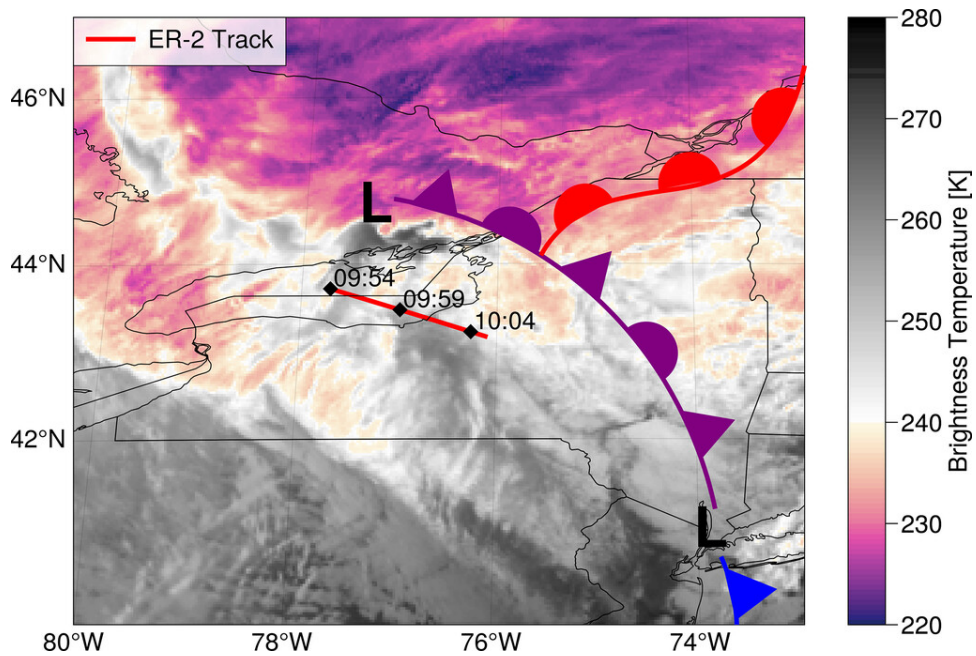 ER-2 Track
46°N
44°N
42°N
80°W
78°W
76°W
74°W
L
09:54
09:59
10:04
L
280
270
260
250
240
230
220
Brightness Temperature [K]